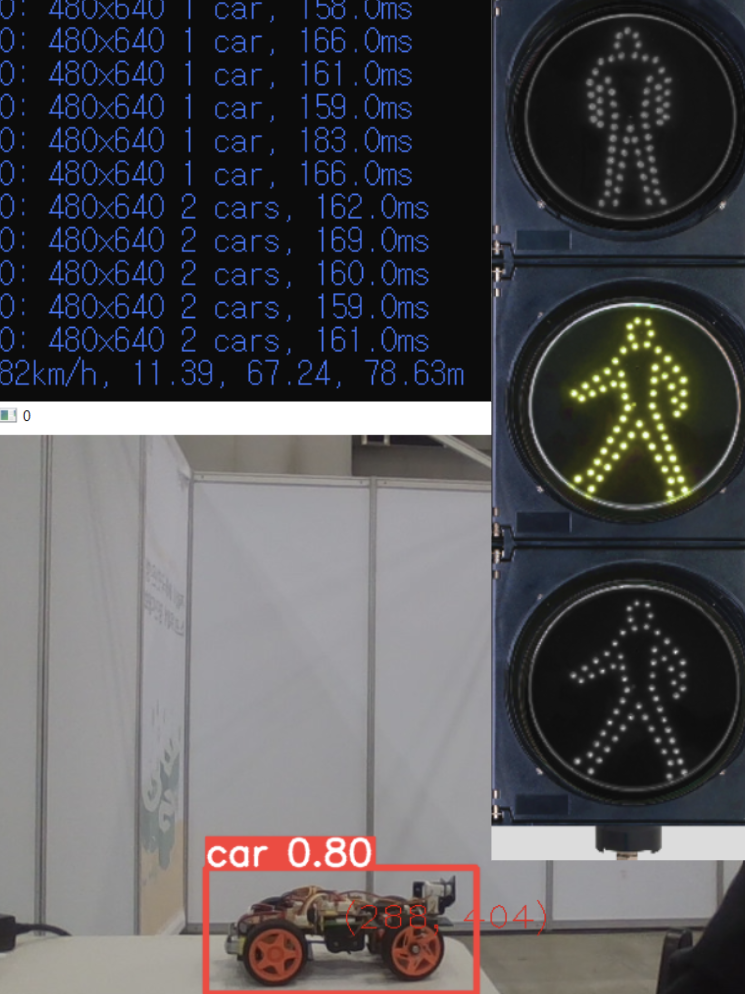 0: 480x640 1 car, 158.0ms
0: 480x640 1 car, 166.0ms
0: 480x640 1 car, 161.0ms
0: 480x640 1 car, 159.0ms
0: 480x640 1 car, 183.0ms
0: 480x640 1 car, 166.0ms
0: 480x640 2 cars, 162.0ms
0: 480x640 2 cars, 169.0ms
0: 480x640 2 cars, 160.0ms
0: 480x640 2 cars, 159.0ms
0: 480x640 2 cars, 161.0ms
82km/h, 11.39, 67.24, 78.63m
0
car 0.80
(288, 404)